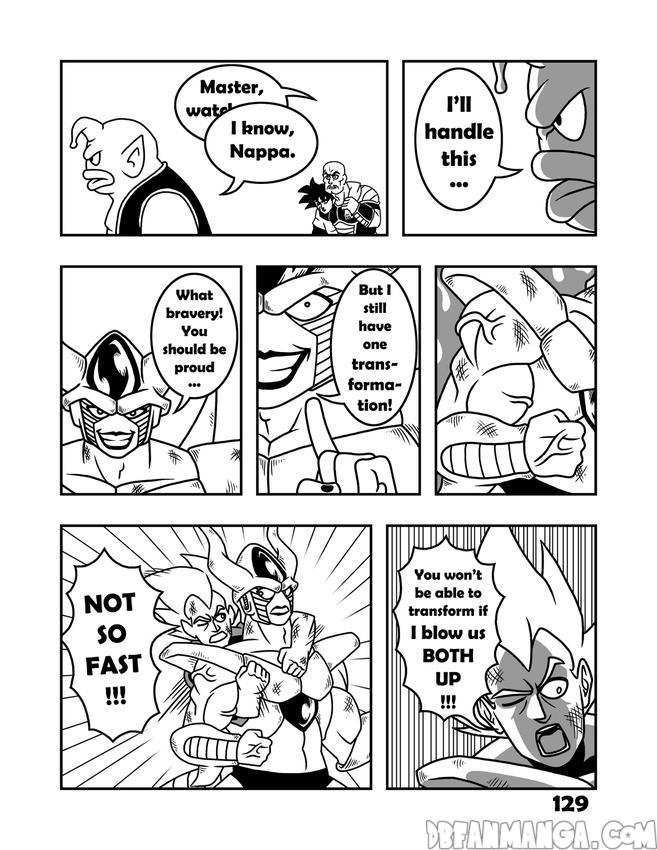 Master,
I know,
Nappa.
I'll
handle
this
...
What
bravery!
You
should be
proud
...
But I
still
have
one
trans-
forma-
tion!
NOT
SO
FAST
!!!
You won't
be able to
transform if
I blow us
BOTH
UP
!!!
129
DBFANMANGA.COM